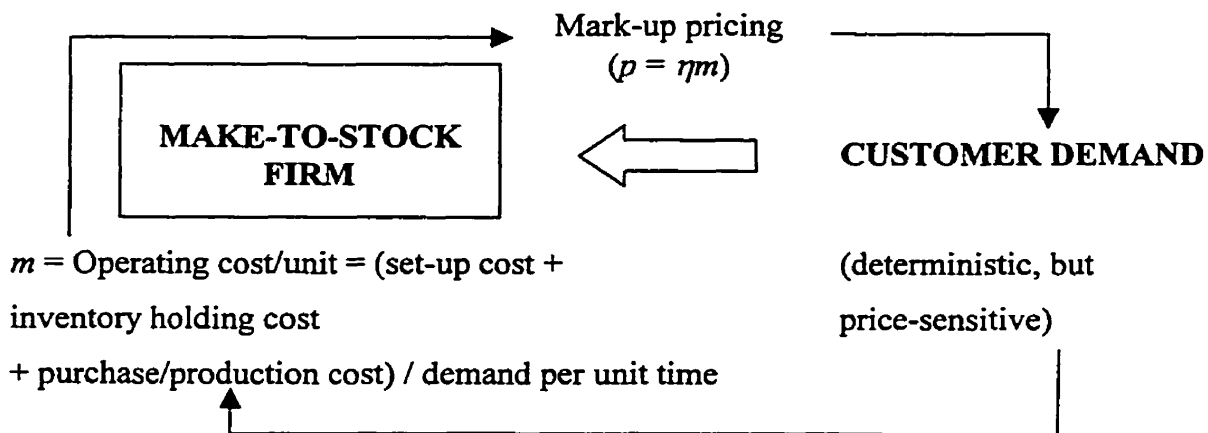 Mark-up pricing
(p = ηm)
MAKE-TO-STOCK
FIRM
CUSTOMER DEMAND
m = Operating cost/unit = (set-up cost +
inventory holding cost
+ purchase/production cost) / demand per unit time
(deterministic, but
price-sensitive)